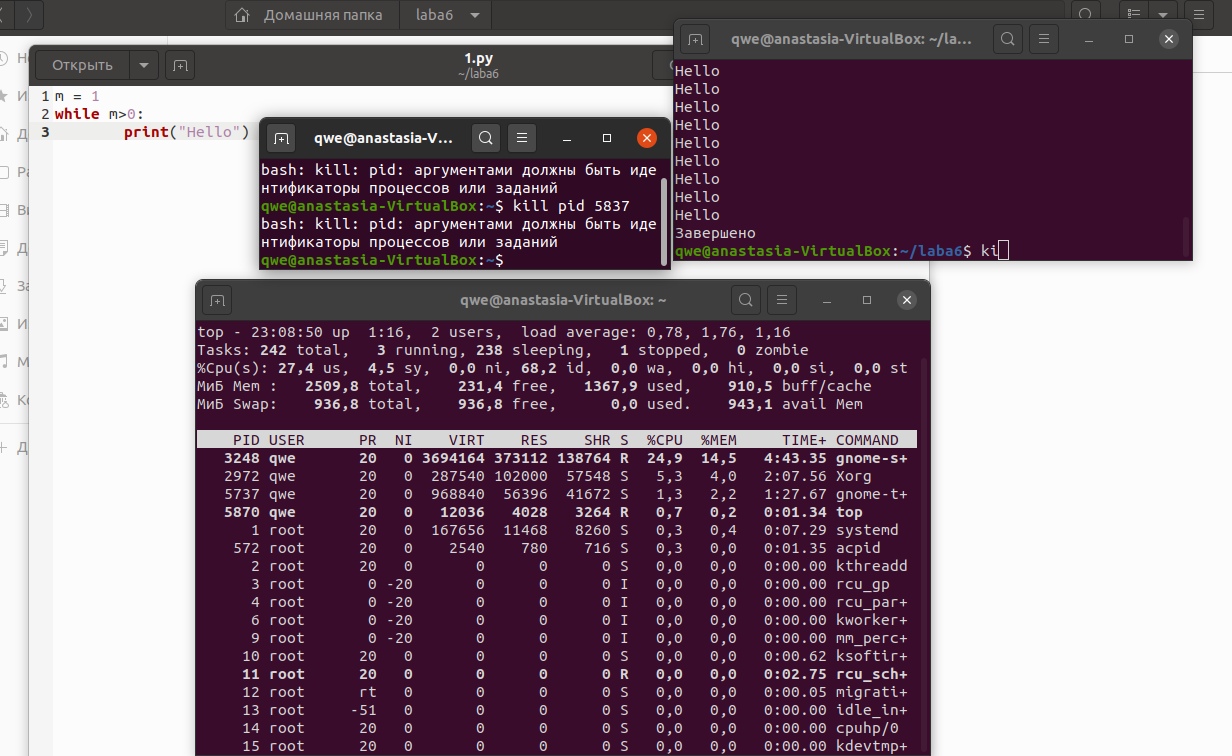 Домашняя папка laba6
Открыть
1.py
~/laba6
1 m = 1
2 while m>0:
3 print("Hello")
qwe@anastasia-V...
bash: kill: pid: аргументами должны быть иде
нтификаторы процессов или заданий
qwe@anastasia-VirtualBox:~$ kill pid 5837
bash: kill: pid: аргументами должны быть иде
нтификаторы процессов или заданий
qwe@anastasia-VirtualBox:~$
qwe@anastasia-VirtualBox: ~/la...
Hello
Hello
Hello
Hello
Hello
Hello
Hello
Hello
Hello
Завершено
qwe@anastasia-VirtualBox:~/laba6$ ki
qwe@anastasia-VirtualBox: ~
top - 23:08:50 up 1:16, 2 users, load average: 0,78, 1,76, 1,16
Tasks: 242 total, 3 running, 238 sleeping, 1 stopped, 0 zombie
%Cpu(s): 27,4 us, 4,5 sy, 0,0 ni, 68,2 id, 0,0 wa, 0,0 hi, 0,0 si, 0,0 st
МиБ Mem : 2509,8 total, 231,4 free, 1367,9 used, 910,5 buff/cache
МиБ Swap: 936,8 total, 936,8 free, 0,0 used. 943,1 avail Mem
PID USER PR NI VIRT RES SHR S %CPU %MEM TIME+ COMMAND
3248 qwe 20 0 3694164 373112 138764 R 24,9 14,5 4:43.35 gnome-s+
2972 qwe 20 0 287540 102000 57548 S 5,3 4,0 2:07.56 Xorg
5737 qwe 20 0 968840 56396 41672 S 1,3 2,2 1:27.67 gnome-t+
5870 qwe 20 0 12036 4028 3264 R 0,7 0,2 0:01.34 top
1 root 20 0 167656 11468 8260 S 0,3 0,4 0:07.29 systemd
572 root 20 0 2540 780 716 S 0,3 0,0 0:01.35 acpid
2 root 20 0 0 0 0 S 0,0 0,0 0:00.00 kthreadd
3 root 0 -20 0 0 0 I 0,0 0,0 0:00.00 rcu_gp
4 root 0 -20 0 0 0 I 0,0 0,0 0:00.00 rcu_par+
6 root 0 -20 0 0 0 I 0,0 0,0 0:00.00 kworker+
9 root 0 -20 0 0 0 I 0,0 0,0 0:00.00 mm_perc+
10 root 20 0 0 0 0 S 0,0 0,0 0:00.62 ksoftir+
11 root 20 0 0 0 0 R 0,0 0,0 0:02.75 rcu_sch+
12 root rt 0 0 0 0 S 0,0 0,0 0:00.05 migrati+
13 root -51 0 0 0 0 S 0,0 0,0 0:00.00 idle_in+
14 root 20 0 0 0 0 S 0,0 0,0 0:00.00 cpuhp/0
15 root 20 0 0 0 0 S 0,0 0,0 0:00.00 kdevtmp+